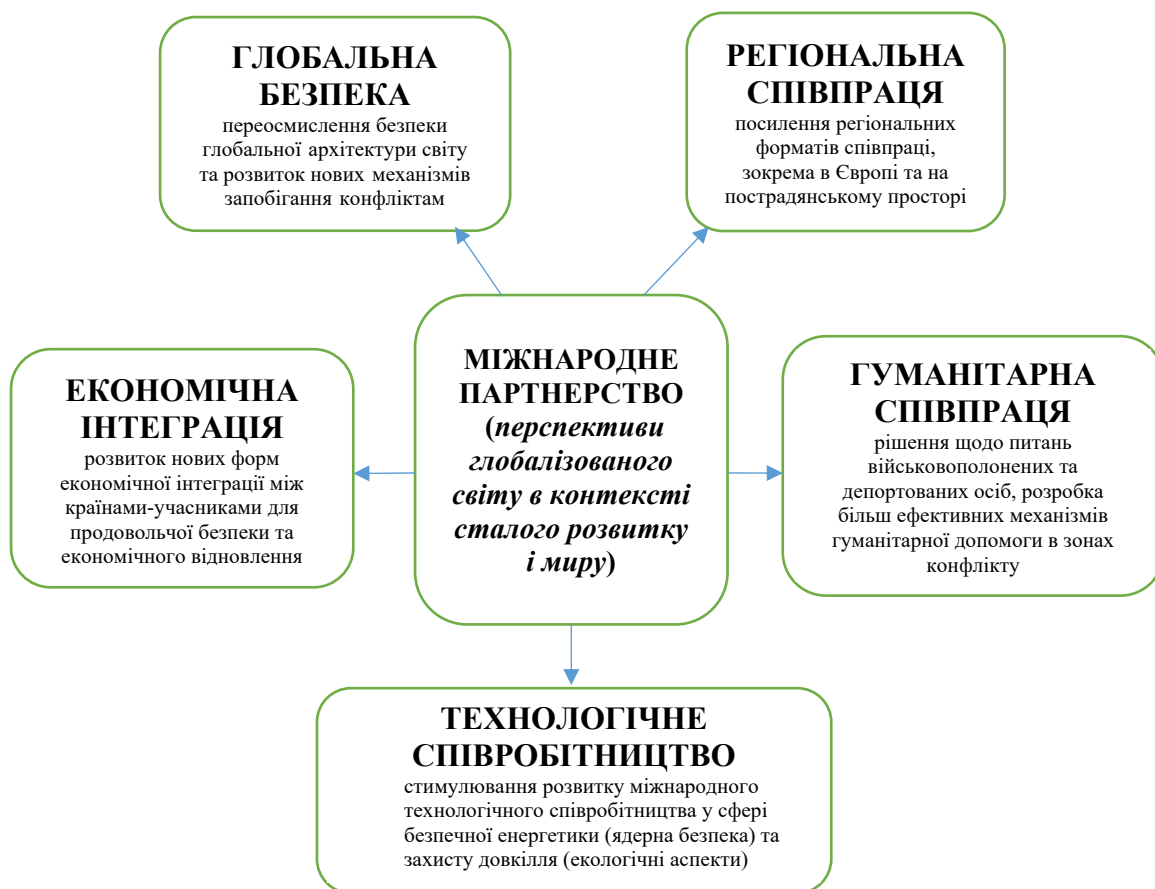 ГЛОБАЛЬНА
БЕЗПЕКА
переосмислення безпеки
глобальної архітектури світу
та розвиток нових механізмів
запобігання конфліктам
РЕГІОНАЛЬНА
СПІВПРАЦЯ
посилення регіональних
форматів співпраці,
зокрема в Європі та на
пострадянському просторі
ЕКОНОМІЧНА
ІНТЕГРАЦІЯ
розвиток нових форм
економічної інтеграції між
країнами-учасниками для
продовольчої безпеки та
економічного відновлення
МІЖНАРОДНЕ
ПАРТНЕРСТВО
(перспективи
глобалізованого
світу в контексті
сталого розвитку
і миру)
ГУМАНІТАРНА
СПІВПРАЦЯ
рішення щодо питань
військовополонених та
депортованих осіб, розробка
більш ефективних механізмів
гуманітарної допомоги в зонах
конфлікту
ТЕХНОЛОГІЧНЕ
СПІВРОБІТНИЦТВО
стимулювання розвитку міжнародного
технологічного співробітництва у сфері
безпечної енергетики (ядерна безпека) та
захисту довкілля (екологічні аспекти)